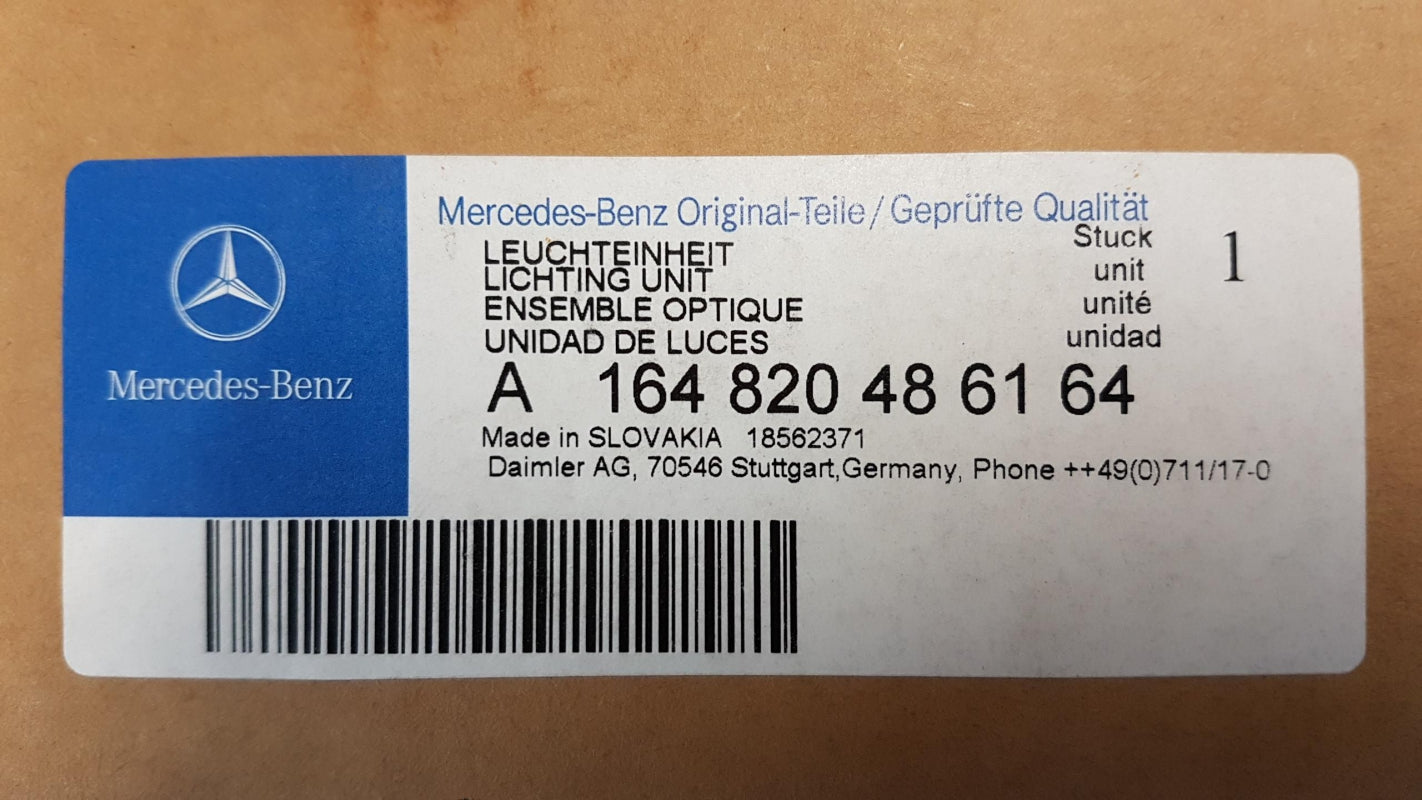 Mercedes-Benz
Mercedes-Benz Original-Teile/Geprüfte Qualität
LEUCHTEINHEIT
LICHTING UNIT
ENSEMBLE OPTIQUE
UNIDAD DE LUCES
Stuck
unit
unité
unidad
1
A 164 820 48 61 64
Made in SLOVAKIA 18562371
Daimler AG, 70546 Stuttgart,Germany, Phone ++49(0)711/17-0